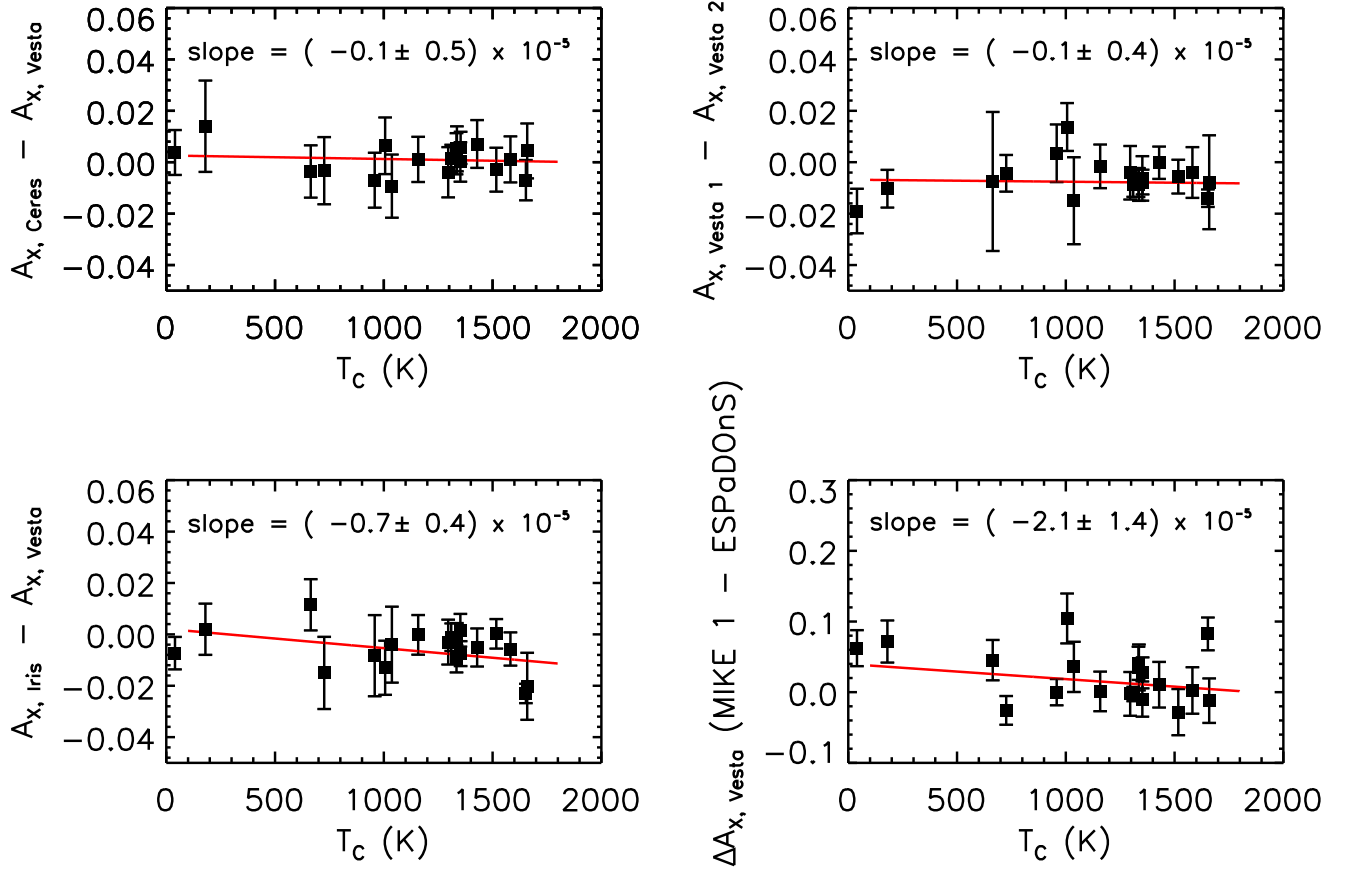 A_X, Ceres − A_X, Vesta
0.06
0.04
0.02
0.00
−0.02
−0.04
slope = ( −0.1± 0.5) x 10⁻⁵
0 500 1000 1500 2000
T_C (K)
A_X, Vesta 1 − A_X, Vesta 2
0.06
0.04
0.02
0.00
−0.02
−0.04
slope = ( −0.1± 0.4) x 10⁻⁵
0 500 1000 1500 2000
T_C (K)
A_X, Iris − A_X, Vesta
0.06
0.04
0.02
0.00
−0.02
−0.04
slope = ( −0.7± 0.4) x 10⁻⁵
0 500 1000 1500 2000
T_C (K)
ΔA_X, Vesta (MIKE 1 − ESPaDOnS)
0.3
0.2
0.1
0.0
−0.1
slope = ( −2.1± 1.4) x 10⁻⁵
0 500 1000 1500 2000
T_C (K)